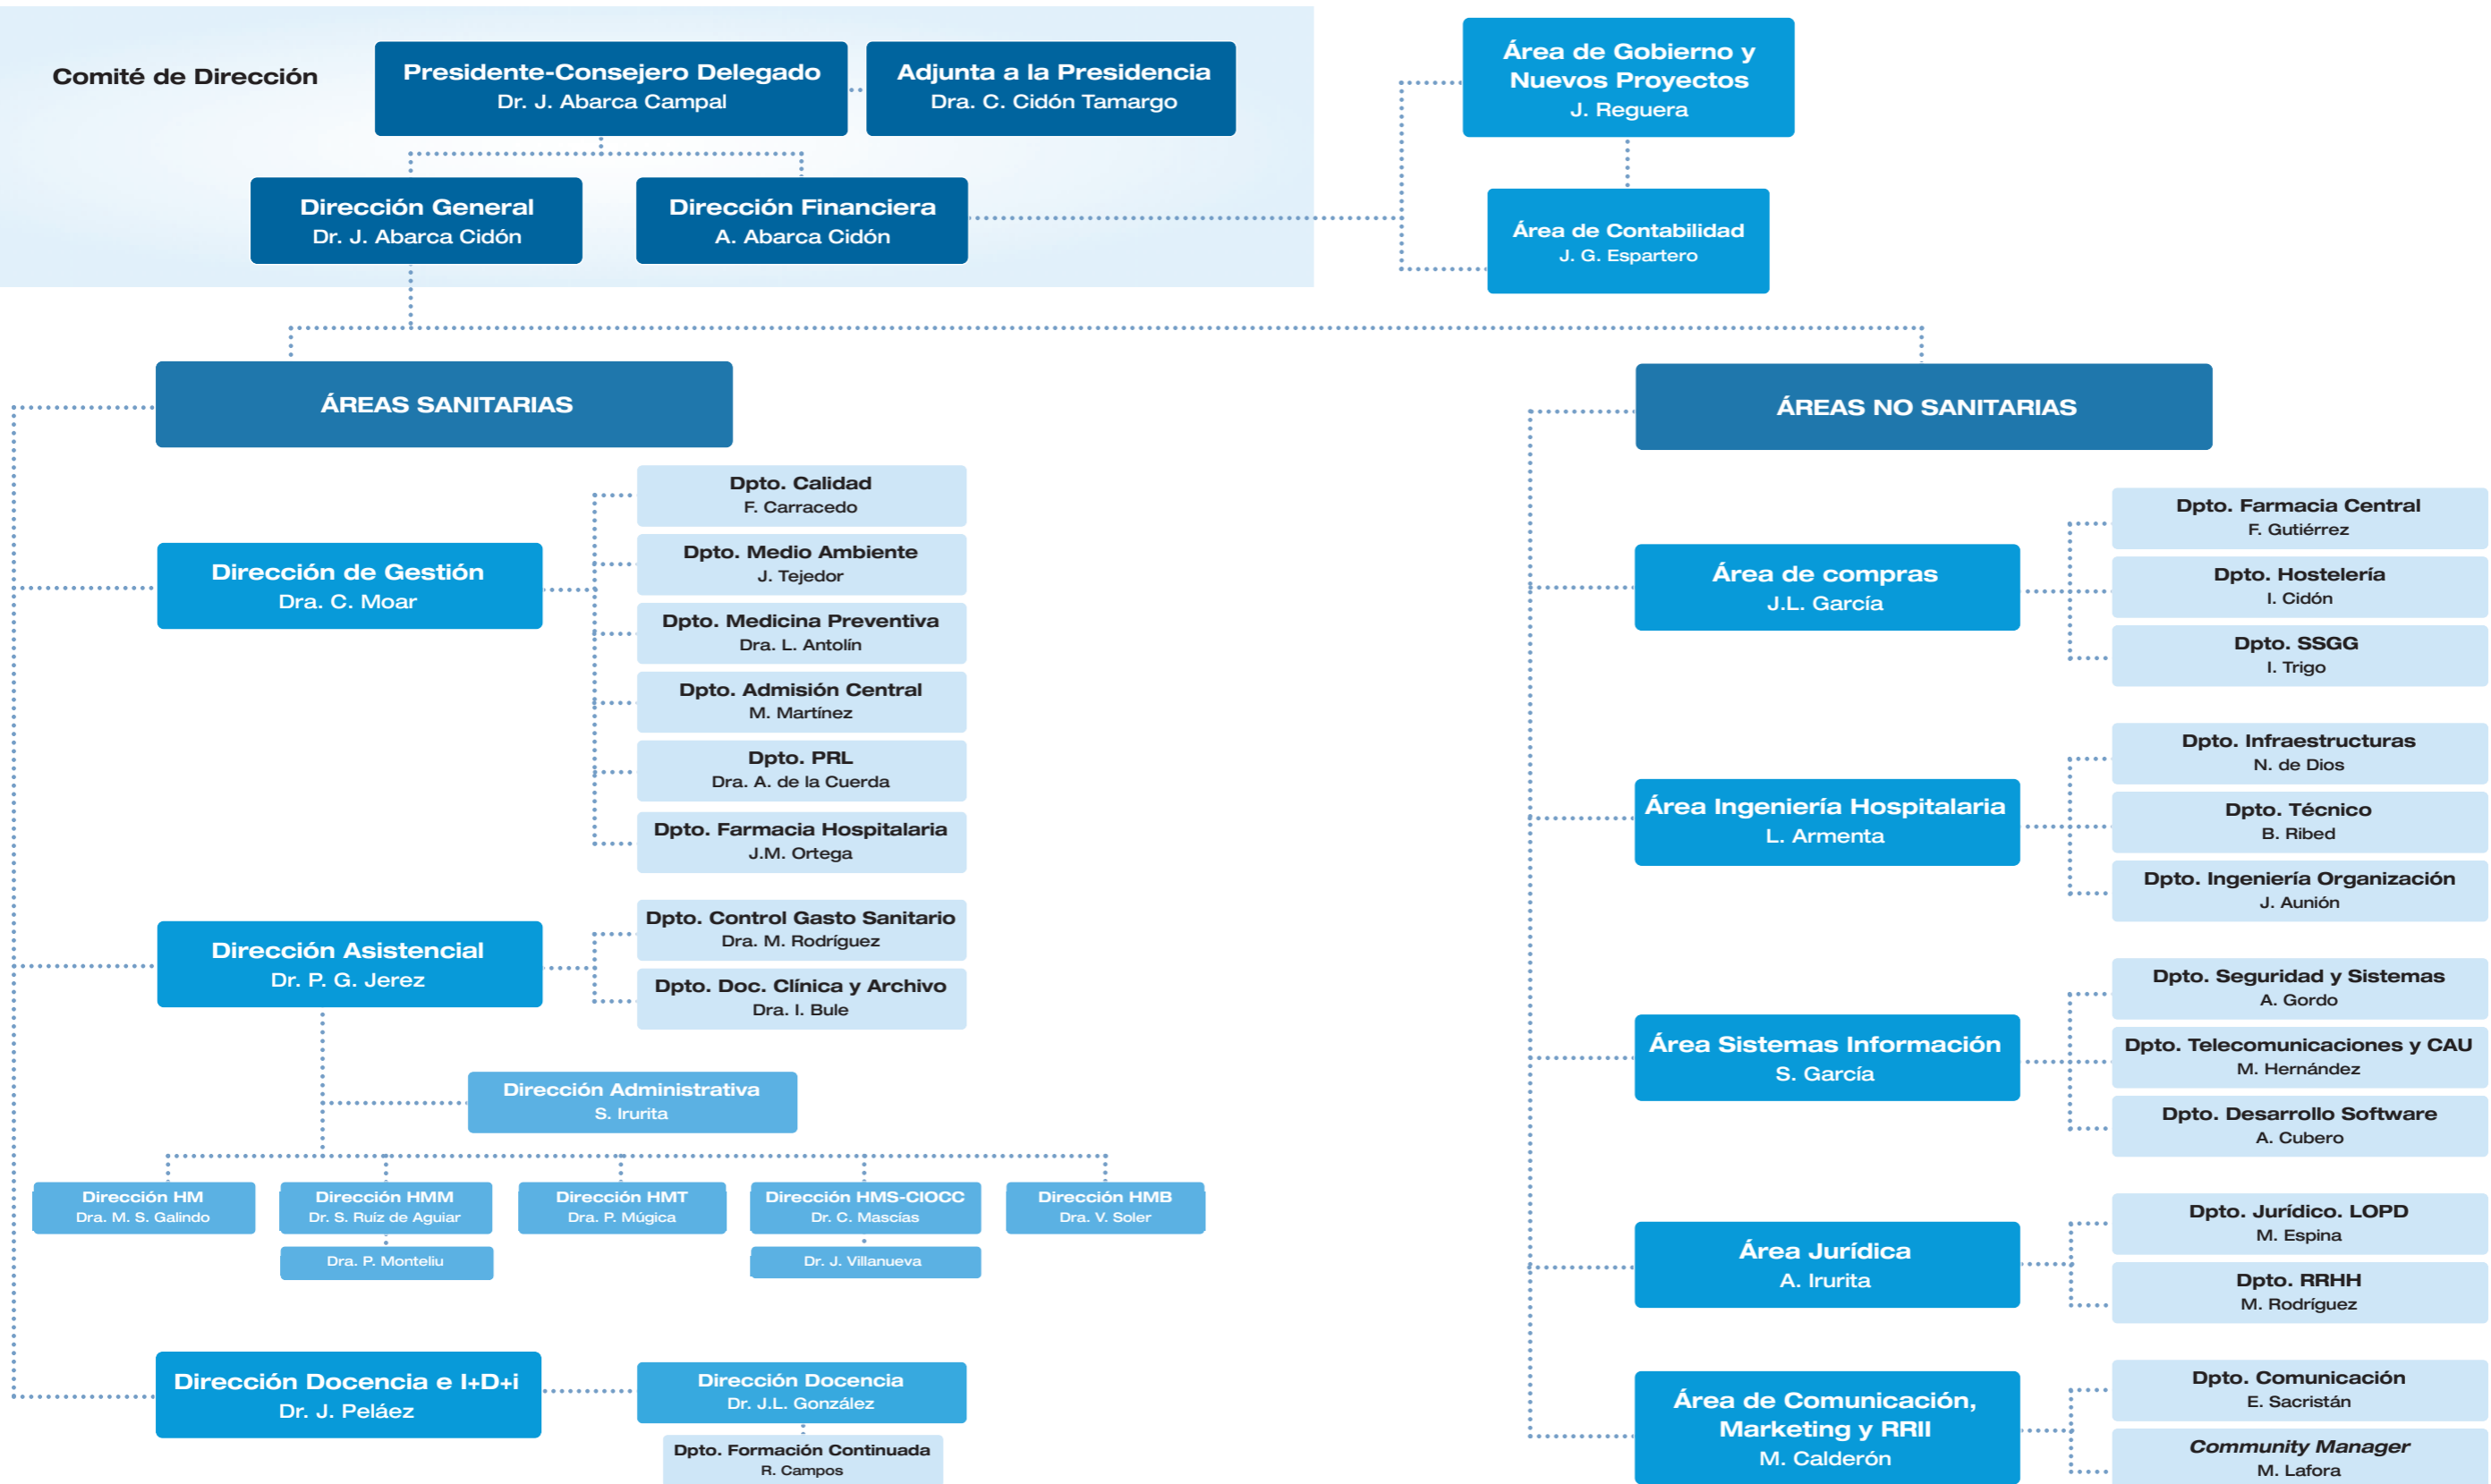 Comité de Dirección
Presidente-Consejero Delegado
Dr. J. Abarca Campal
Adjunta a la Presidencia
Dra. C. Cidón Tamargo
Área de Gobierno y
Nuevos Proyectos
J. Reguera
Dirección General
Dr. J. Abarca Cidón
Dirección Financiera
A. Abarca Cidón
Área de Contabilidad
J. G. Espartero
ÁREAS SANITARIAS
Dirección de Gestión
Dra. C. Moar
Dpto. Calidad
F. Carracedo
Dpto. Medio Ambiente
J. Tejedor
Dpto. Medicina Preventiva
Dra. L. Antolín
Dpto. Admisión Central
M. Martínez
Dpto. PRL
Dra. A. de la Cuerda
Dpto. Farmacia Hospitalaria
J.M. Ortega
Dirección Asistencial
Dr. P. G. Jerez
Dpto. Control Gasto Sanitario
Dra. M. Rodríguez
Dpto. Doc. Clínica y Archivo
Dra. I. Bule
Dirección Administrativa
S. Irurita
Dirección HM
Dra. M. S. Galindo
Dirección HMM
Dr. S. Ruíz de Aguiar
Dra. P. Monteliu
Dirección HMT
Dra. P. Múgica
Dirección HMS-CIOCC
Dr. C. Mascías
Dr. J. Villanueva
Dirección HMB
Dra. V. Soler
Dirección Docencia e I+D+i
Dr. J. Peláez
Dirección Docencia
Dr. J.L. González
Dpto. Formación Continuada
R. Campos
ÁREAS NO SANITARIAS
Área de compras
J.L. García
Dpto. Farmacia Central
F. Gutiérrez
Dpto. Hostelería
I. Cidón
Dpto. SSGG
I. Trigo
Área Ingeniería Hospitalaria
L. Armenta
Dpto. Infraestructuras
N. de Dios
Dpto. Técnico
B. Ribed
Dpto. Ingeniería Organización
J. Aunión
Área Sistemas Información
S. García
Dpto. Seguridad y Sistemas
A. Gordo
Dpto. Telecomunicaciones y CAU
M. Hernández
Dpto. Desarrollo Software
A. Cubero
Área Jurídica
A. Irurita
Dpto. Jurídico. LOPD
M. Espina
Dpto. RRHH
M. Rodríguez
Área de Comunicación,
Marketing y RRII
M. Calderón
Dpto. Comunicación
E. Sacristán
Community Manager
M. Lafora